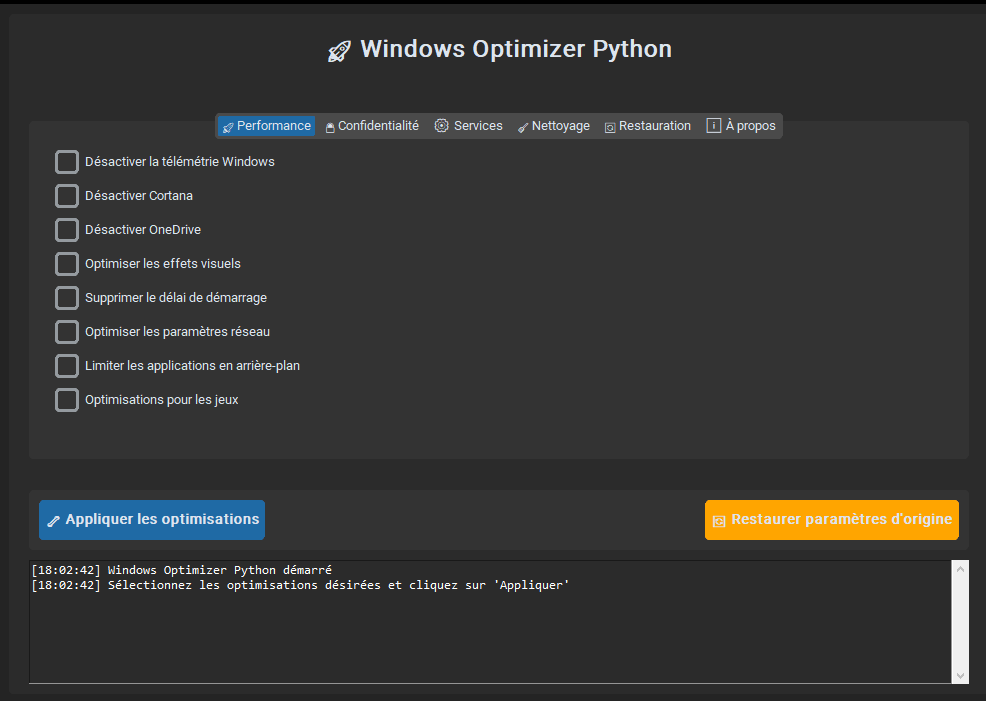 Windows Optimizer Python
Performance Confidentialité Services Nettoyage Restauration À propos
Désactiver la télémétrie Windows
Désactiver Cortana
Désactiver OneDrive
Optimiser les effets visuels
Supprimer le délai de démarrage
Optimiser les paramètres réseau
Limiter les applications en arrière-plan
Optimisations pour les jeux
Appliquer les optimisations Restaurer paramètres d'origine
[18:02:42] Windows Optimizer Python démarré
[18:02:42] Sélectionnez les optimisations désirées et cliquez sur 'Appliquer'